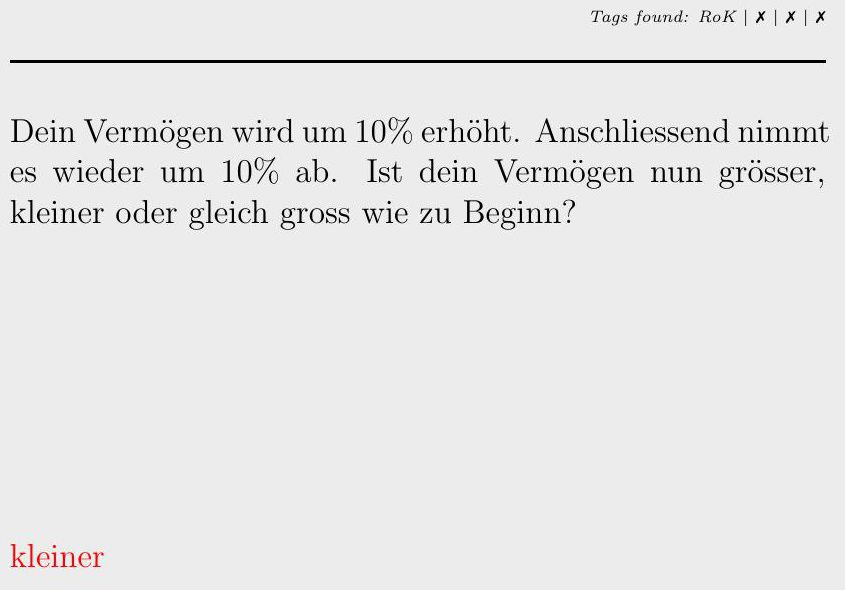 Tags found: RoK | ✗ | ✗ | ✗
Dein Vermögen wird um 10% erhöht. Anschliessend nimmt
es wieder um 10% ab. Ist dein Vermögen nun grösser,
kleiner oder gleich gross wie zu Beginn?
kleiner